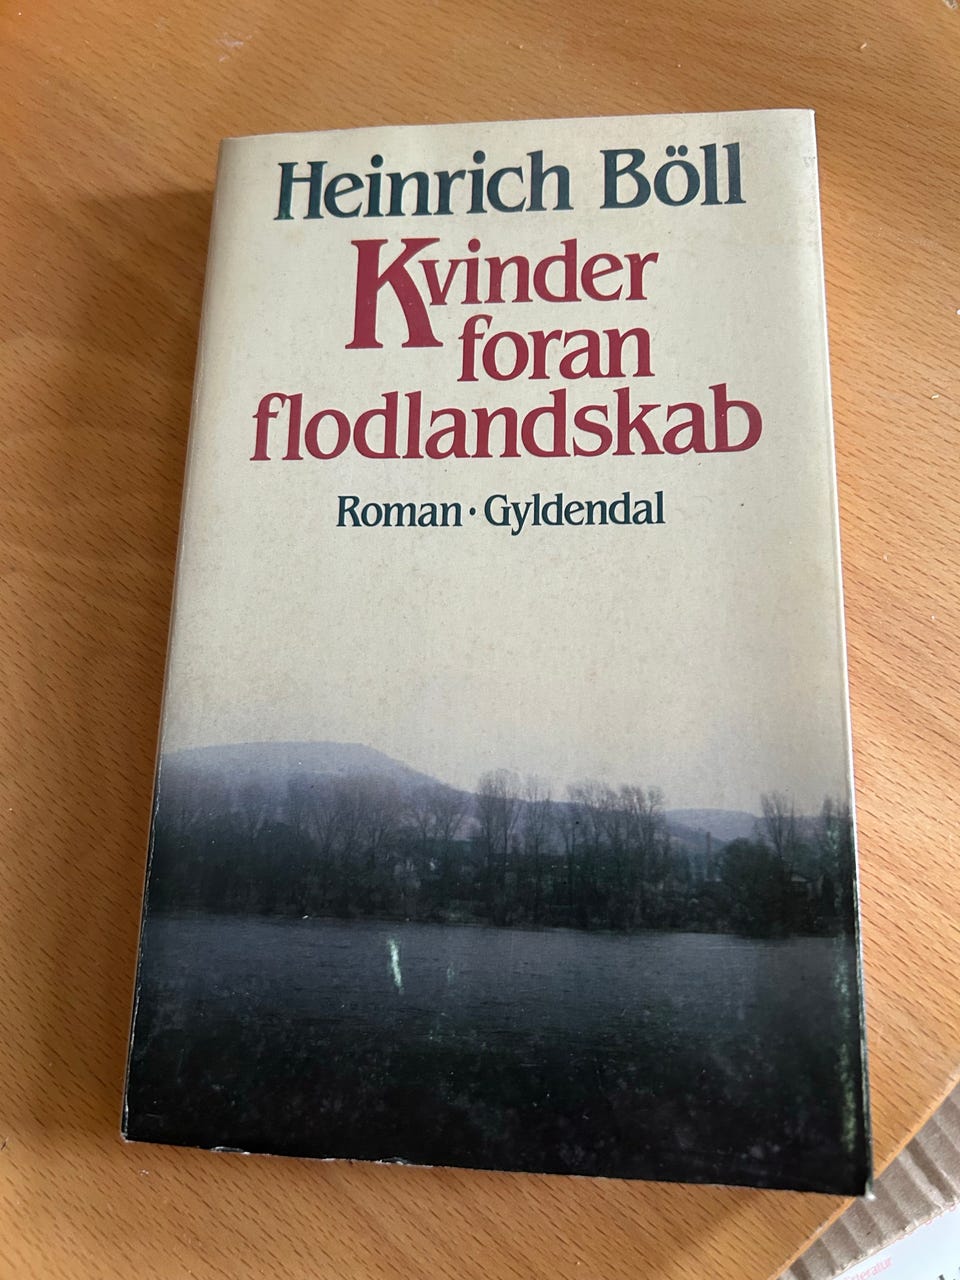 Heinrich Böll
Kvinder
foran
flodlandskab
Roman · Gyldendal